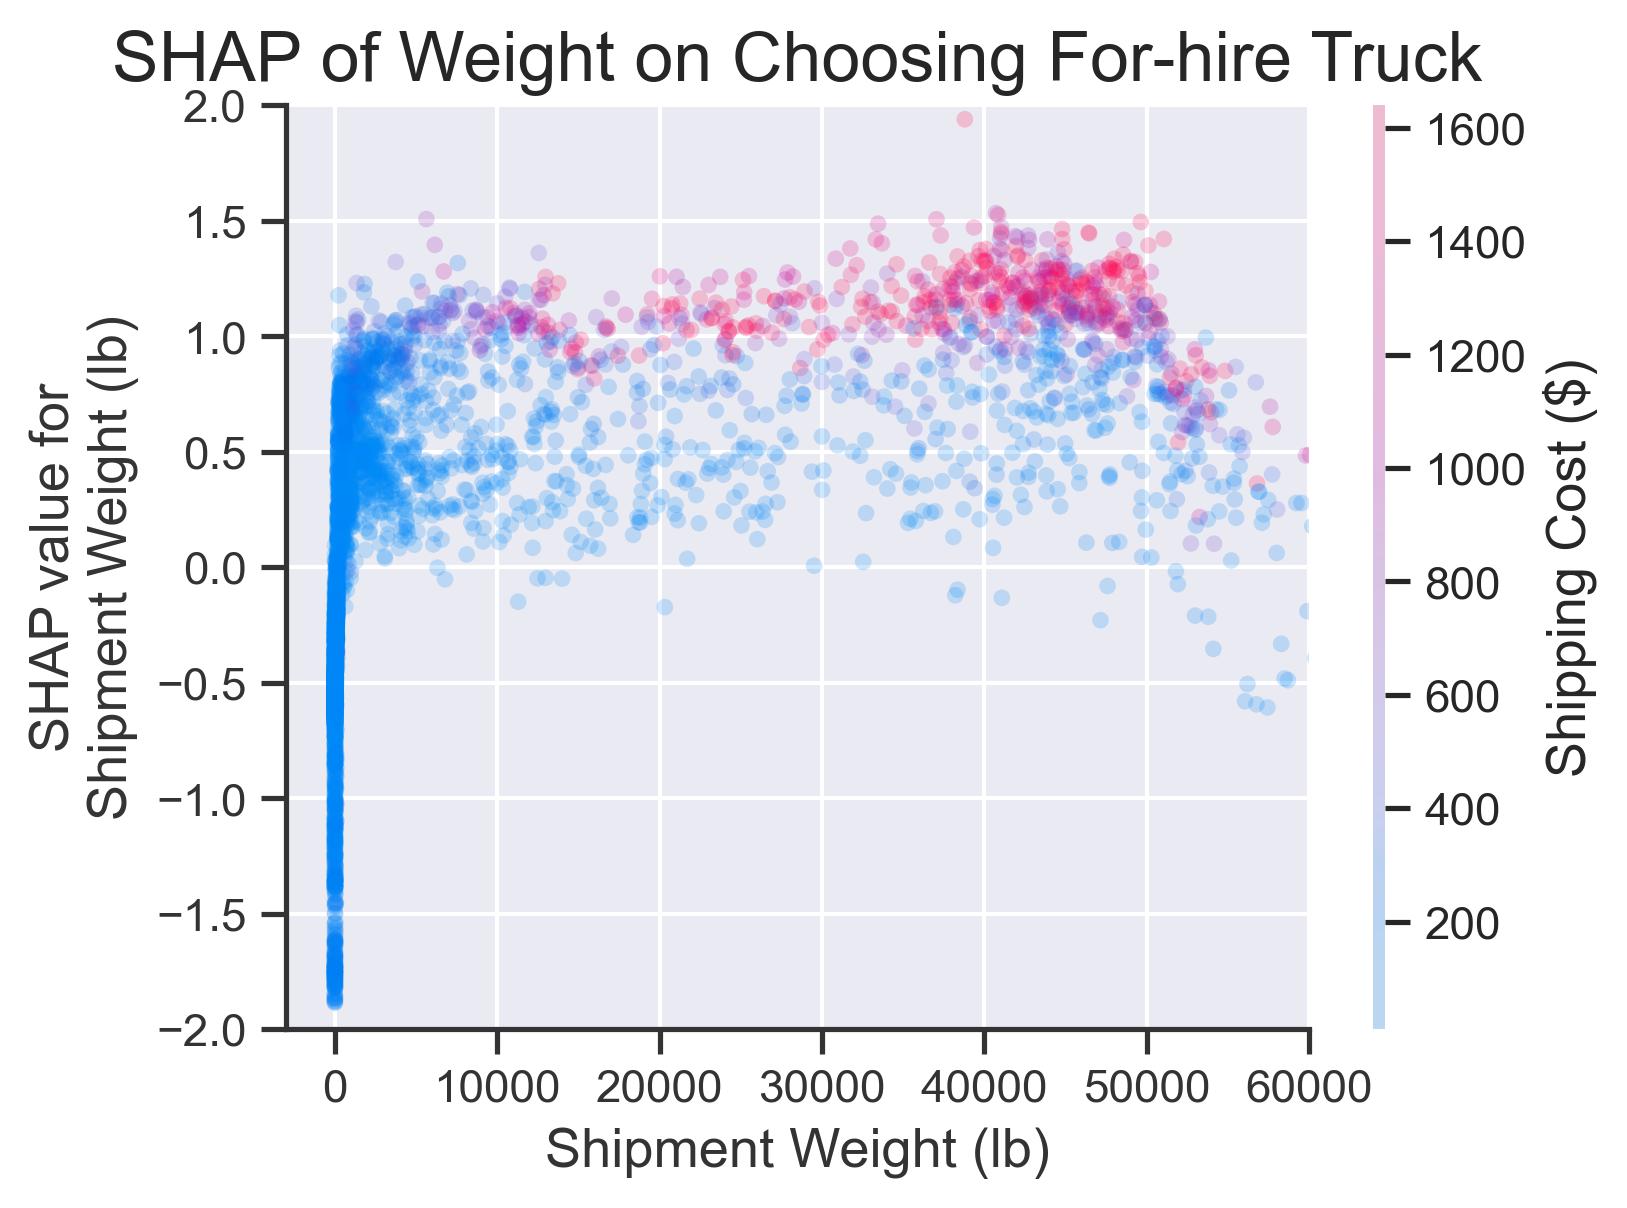 SHAP of Weight on Choosing For-hire Truck
SHAP value for
Shipment Weight (lb)
2.0
1.5
1.0
0.5
0.0
−0.5
−1.0
−1.5
−2.0
0 10000 20000 30000 40000 50000 60000
Shipment Weight (lb)
1600
1400
1200
1000
800
600
400
200
Shipping Cost ($)